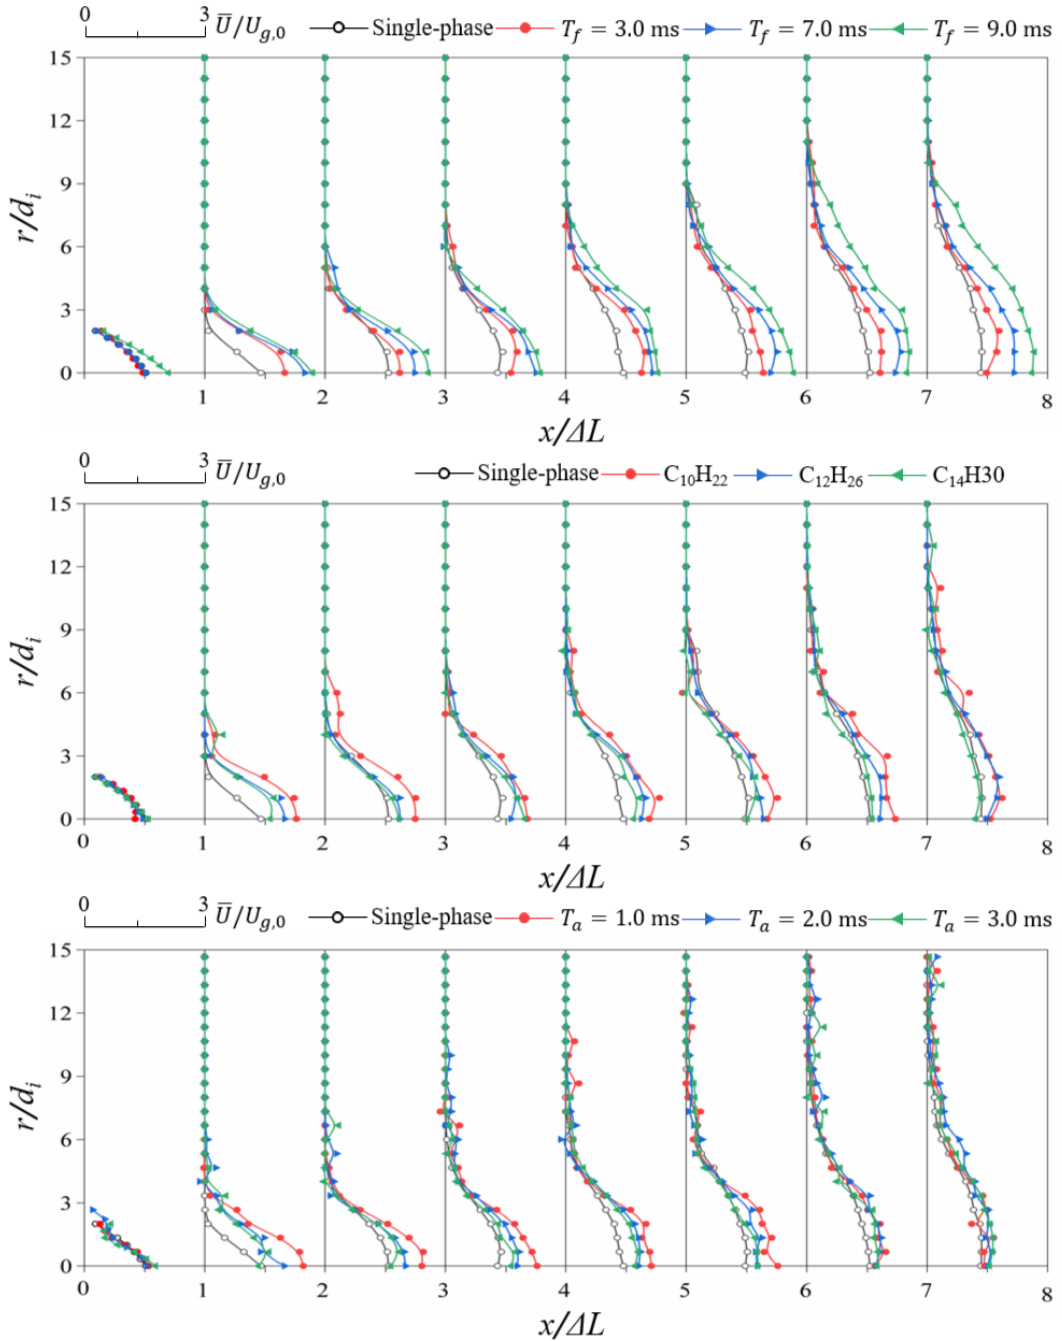 0 3 U̅/U_{g,0} Single-phase T_f = 3.0 ms T_f = 7.0 ms T_f = 9.0 ms
15
12
9
6
3
0
r/d_i
0 1 2 3 4 5 6 7 8
x/ΔL
0 3 U̅/U_{g,0} Single-phase C₁₀H₂₂ C₁₂H₂₆ C₁₄H30
15
12
9
6
3
0
r/d_i
0 1 2 3 4 5 6 7 8
x/ΔL
0 3 U̅/U_{g,0} Single-phase T_a = 1.0 ms T_a = 2.0 ms T_a = 3.0 ms
15
12
9
6
3
0
r/d_i
0 1 2 3 4 5 6 7 8
x/ΔL